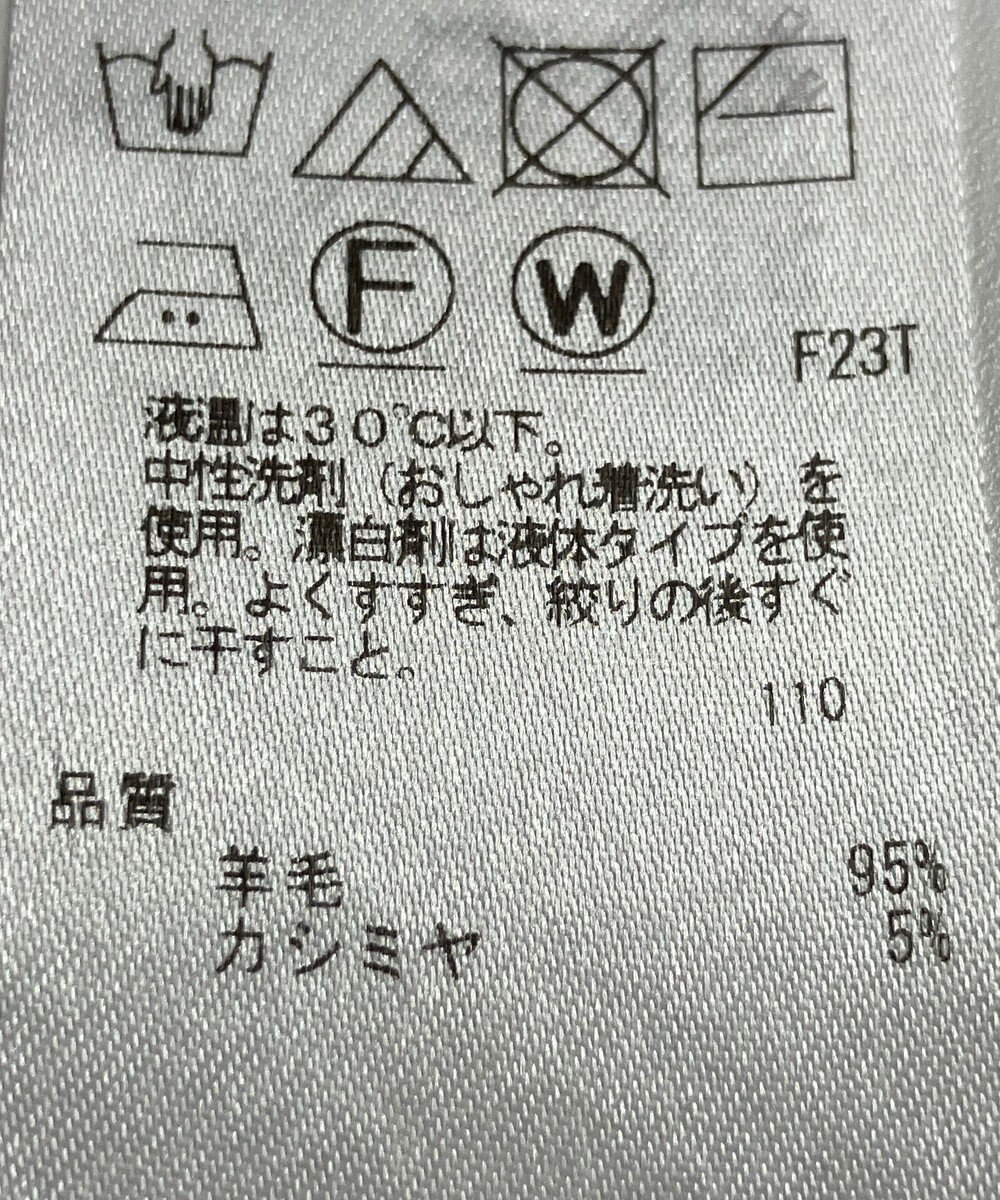 F W
F23T
液温は30℃以下。
中性洗剤(おしゃれ着洗い)を
使用。漂白剤は液体タイプを使
用。よくすすぎ、絞りの後すぐ
に干すこと。
110
品質
羊毛 95%
カシミヤ 5%